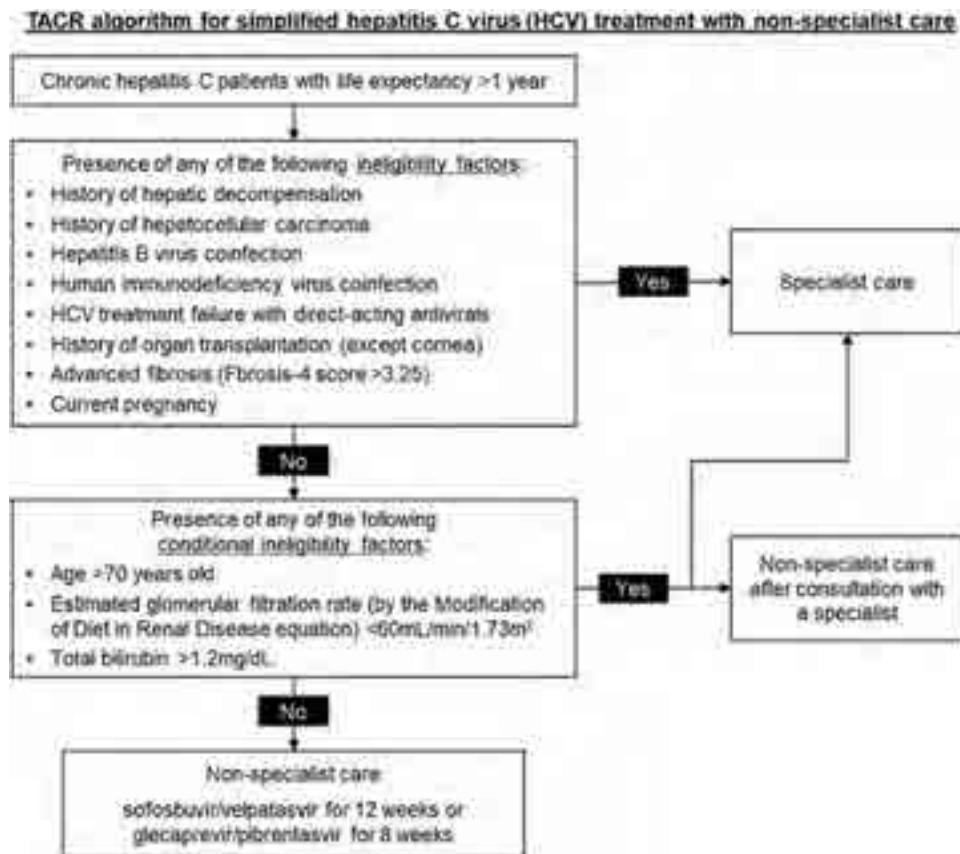 TACR algorithm for simplified hepatitis C virus (HCV) treatment with non-specialist care
Chronic hepatitis C patients with life expectancy >1 year
Presence of any of the following ineligibility factors:
• History of hepatic decompensation
• History of hepatocellular carcinoma
• Hepatitis B virus coinfection
• Human immunodeficiency virus coinfection
• HCV treatment failure with direct-acting antivirals
• History of organ transplantation (except cornea)
• Advanced fibrosis (Fbrosis-4 score >3.25)
• Current pregnancy
Yes
Specialist care
No
Presence of any of the following
conditional ineligibility factors:
• Age >70 years old
• Estimated glomerular filtration rate (by the Modification
of Diet in Renal Disease equation) <60mL/min/1.73m²
• Total bilirubin >1.2mg/dL.
Yes
Non-specialist care
after consultation with
a specialist
No
Non-specialist care
sofosbuvir/velpatasvir for 12 weeks or
glecaprevir/pibrentasvir for 8 weeks